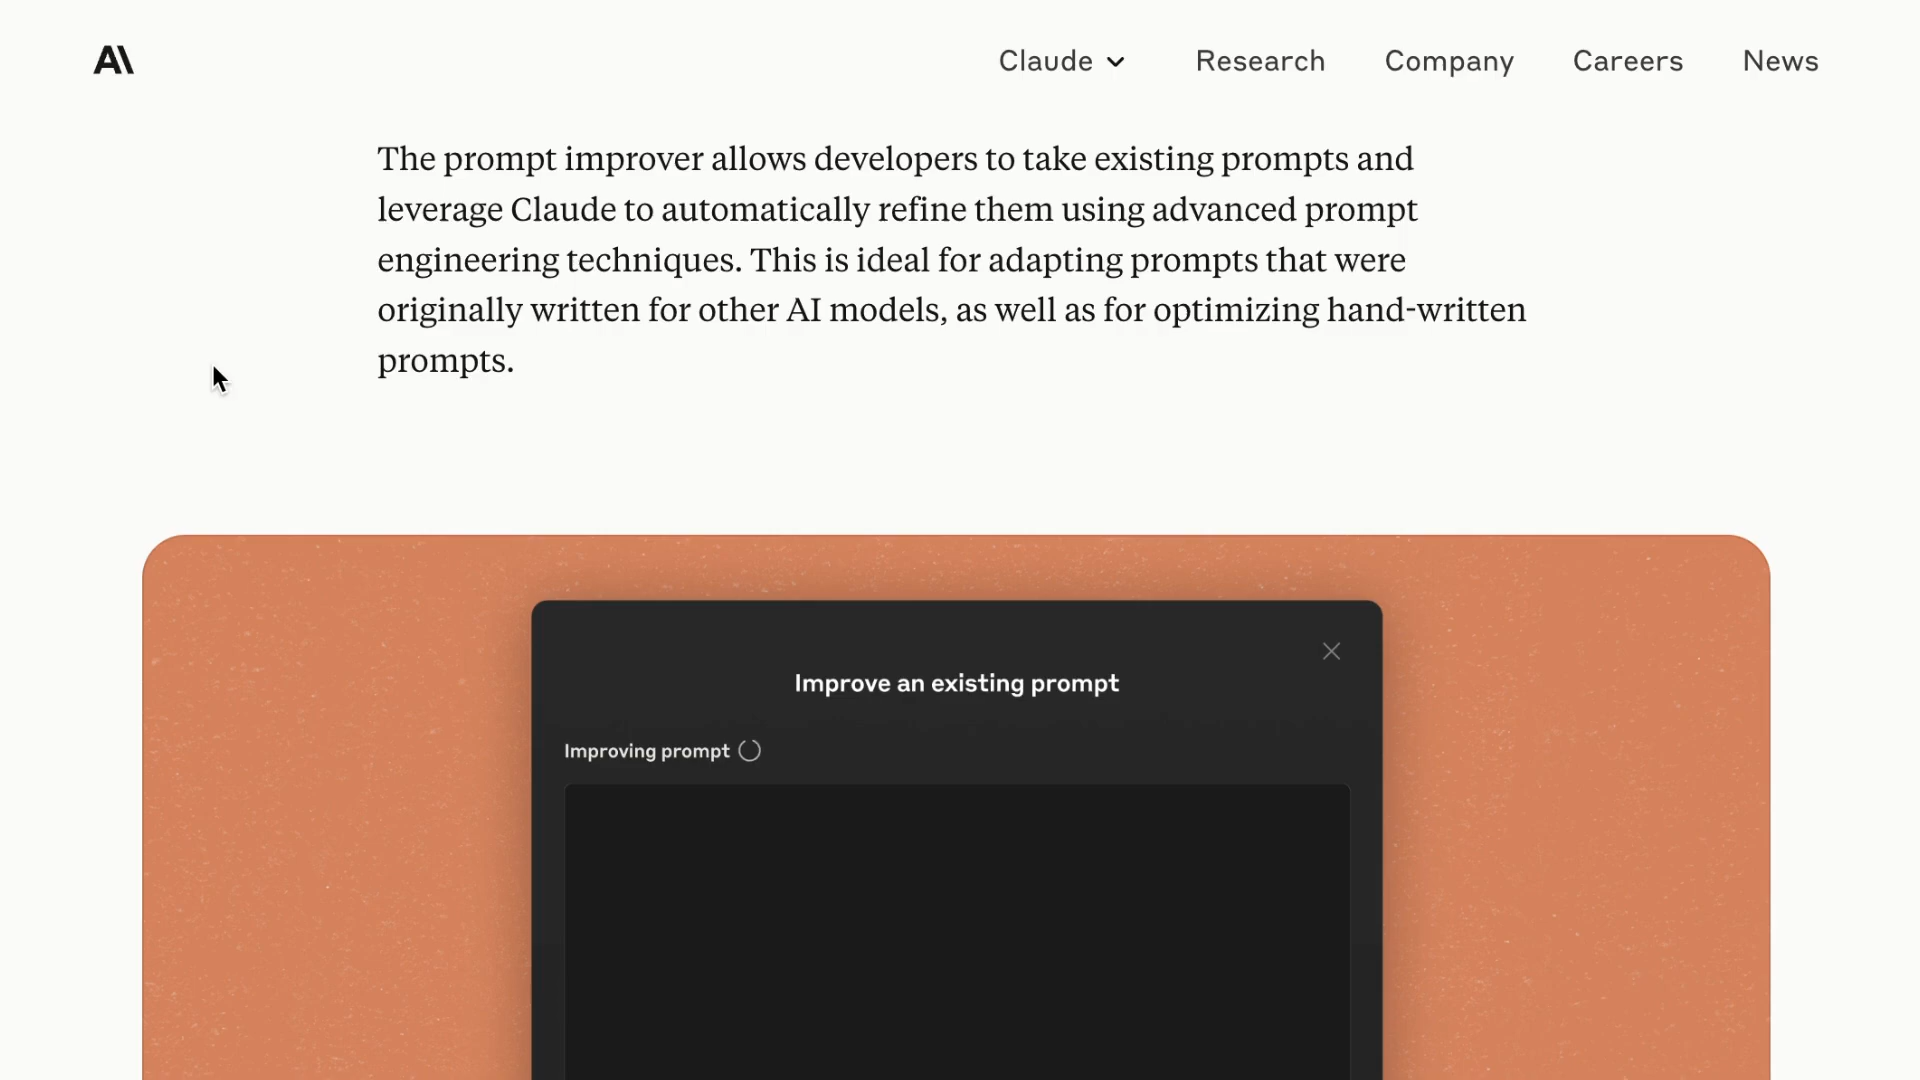 Claude
Research
Company
Careers
News
The prompt improver allows developers to take existing prompts and
leverage Claude to automatically refine them using advanced prompt
engineering techniques. This is ideal for adapting prompts that were
originally written for other AI models, as well as for optimizing hand-written
prompts.
Improve an existing prompt
Improving prompt